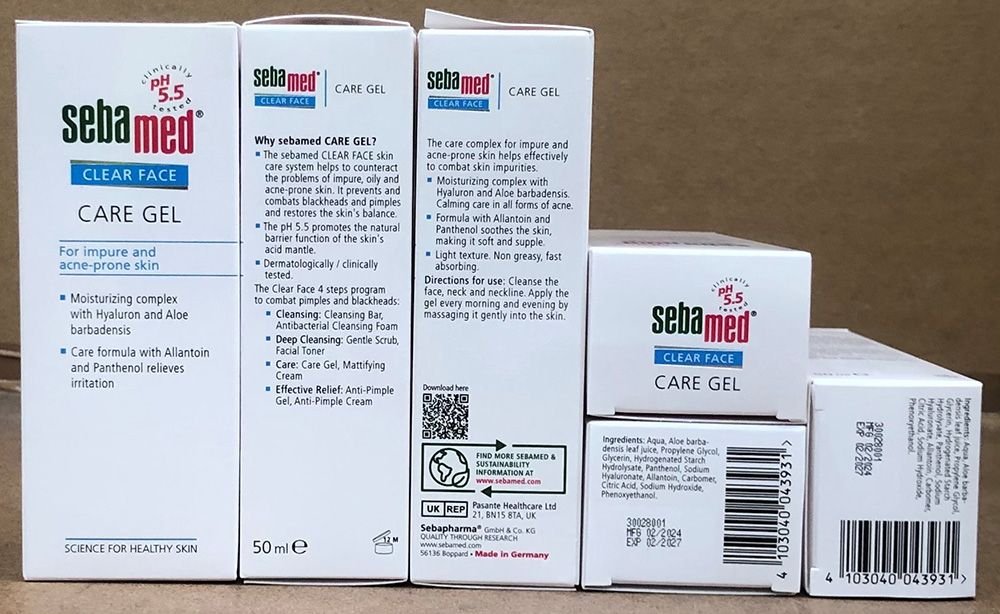 clinically
pH
5.5
tested
sebamed®
CLEAR FACE
CARE GEL
For impure and
acne-prone skin
▪ Moisturizing complex
with Hyaluron and Aloe
barbadensis
▪ Care formula with Allantoin
and Panthenol relieves
irritation
SCIENCE FOR HEALTHY SKIN
sebamed®
CLEAR FACE
CARE GEL
Why sebamed CARE GEL?
▪ The sebamed CLEAR FACE skin
care system helps to counteract
the problems of impure, oily and
acne-prone skin. It prevents and
combats blackheads and pimples
and restores the skin's balance.
▪ The pH 5.5 promotes the natural
barrier function of the skin's
acid mantle.
▪ Dermatologically / clinically
tested.
The Clear Face 4 steps program
to combat pimples and blackheads:
▪ Cleansing: Cleansing Bar,
Antibacterial Cleansing Foam
▪ Deep Cleansing: Gentle Scrub,
Facial Toner
▪ Care: Care Gel, Mattifying
Cream
▪ Effective Relief: Anti-Pimple
Gel, Anti-Pimple Cream
50 ml ℮
12 M
sebamed®
CLEAR FACE
CARE GEL
The care complex for impure and
acne-prone skin helps effectively
to combat skin impurities.
▪ Moisturizing complex with
Hyaluron and Aloe barbadensis.
Calming care in all forms of acne.
▪ Formula with Allantoin and
Panthenol soothes the skin,
making it soft and supple.
▪ Light texture. Non greasy, fast
absorbing.
Directions for use: Cleanse the
face, neck and neckline. Apply the
gel every morning and evening by
massaging it gently into the skin.
Download here
FIND MORE SEBAMED &
SUSTAINABILITY
INFORMATION AT
www.sebamed.com
UK REP
Pasante Healthcare Ltd
21, BN15 8TA, UK
Sebapharma® GmbH & Co. KG
QUALITY THROUGH RESEARCH
www.sebamed.com
56136 Boppard • Made in Germany
clinically
pH
5.5
tested
sebamed®
CLEAR FACE
CARE GEL
Ingredients: Aqua, Aloe barba-
densis leaf juice, Propylene Glycol,
Glycerin, Hydrogenated Starch
Hydrolysate, Panthenol, Sodium
Hyaluronate, Allantoin, Carbomer,
Citric Acid, Sodium Hydroxide,
Phenoxyethanol.
30028001
MFG 02/2024
EXP 02/2027
4 103040 043931 >
Ingredients: Aqua, Aloe barba-
densis leaf juice, Propylene Glycol,
Glycerin, Hydrogenated Starch
Hydrolysate, Panthenol, Sodium
Hyaluronate, Allantoin, Carbomer,
Citric Acid, Sodium Hydroxide,
Phenoxyethanol.
30028001
MFG 02/2024
EXP 02/2027
4 103040 043931 >